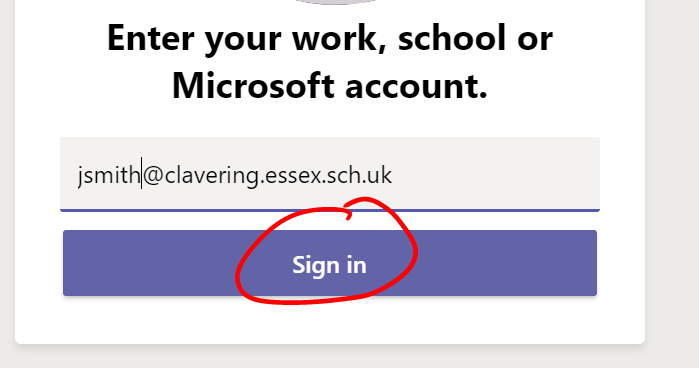 Enter your work, school or
Microsoft account.
jsmith@clavering.essex.sch.uk
Sign in